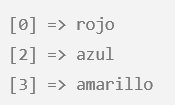 [0] => rojo
[2] => azul
[3] => amarillo